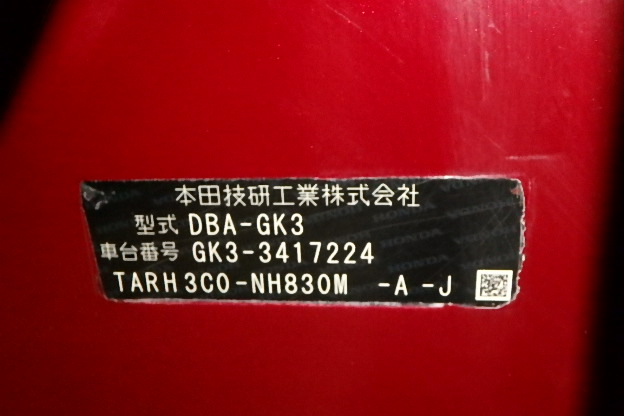 本田技研工業株式会社
型式 DBA-GK3
車台番号 GK3-3417224
TARH3C0-NH830M -A -J